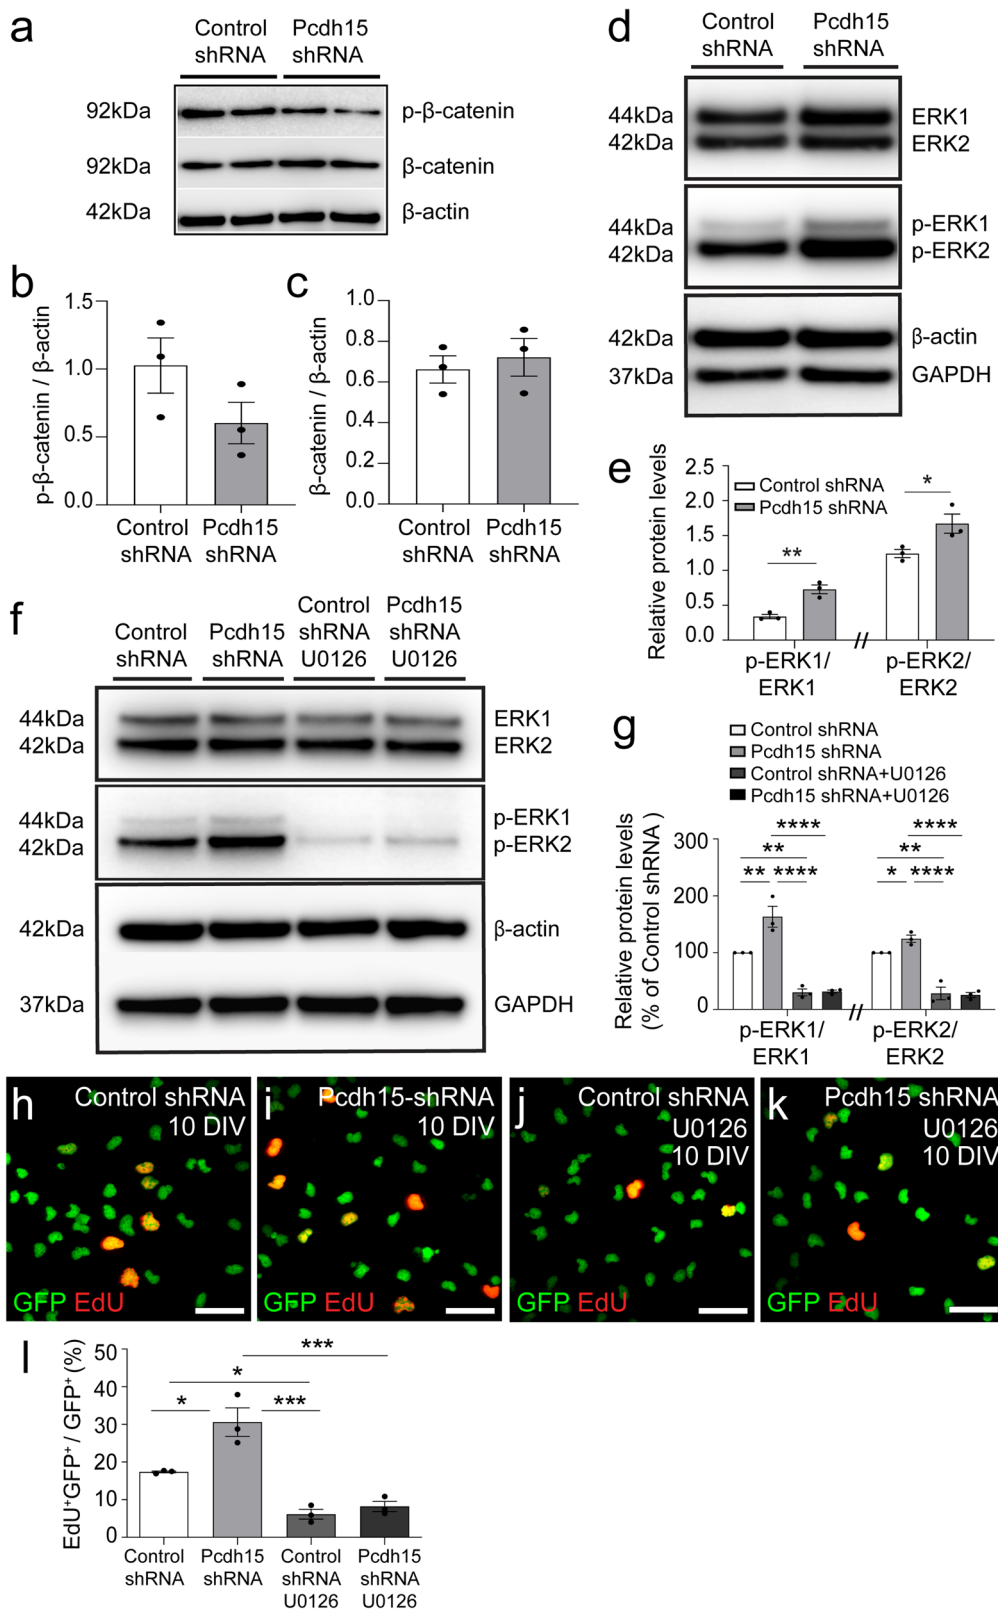 a
Control shRNA
Pcdh15 shRNA
92kDa
p-β-catenin
92kDa
β-catenin
42kDa
β-actin
b
p-β-catenin / β-actin
1.5
1.0
0.5
0.0
Control shRNA
Pcdh15 shRNA
c
β-catenin / β-actin
1.0
0.8
0.6
0.4
0.2
0.0
Control shRNA
Pcdh15 shRNA
d
Control shRNA
Pcdh15 shRNA
44kDa
ERK1
42kDa
ERK2
44kDa
p-ERK1
42kDa
p-ERK2
42kDa
β-actin
37kDa
GAPDH
e
Relative protein levels
2.5
2.0
1.5
1.0
0.5
0.0
Control shRNA
Pcdh15 shRNA
**
*
//
p-ERK1/ ERK1
p-ERK2/ ERK2
f
Control shRNA
Pcdh15 shRNA
Control shRNA U0126
Pcdh15 shRNA U0126
44kDa
ERK1
42kDa
ERK2
44kDa
p-ERK1
42kDa
p-ERK2
42kDa
β-actin
37kDa
GAPDH
g
Control shRNA
Pcdh15 shRNA
Control shRNA+U0126
Pcdh15 shRNA+U0126
Relative protein levels
(% of Control shRNA )
300
200
100
0
****
**
** ****
****
**
* ****
//
p-ERK1/ ERK1
p-ERK2/ ERK2
h
Control shRNA
10 DIV
GFP EdU
i
Pcdh15-shRNA
10 DIV
GFP EdU
j
Control shRNA
U0126
10 DIV
GFP EdU
k
Pcdh15 shRNA
U0126
10 DIV
GFP EdU
l
EdU⁺GFP⁺ / GFP⁺ (%)
50
40
30
20
10
0
***
*
* ***
Control shRNA
Pcdh15 shRNA
Control shRNA U0126
Pcdh15 shRNA U0126